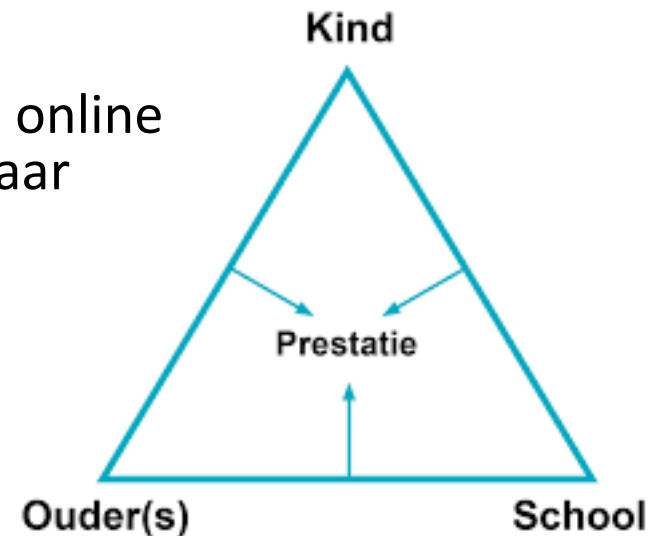 Kind
online
aar
Prestatie
Ouder(s)
School